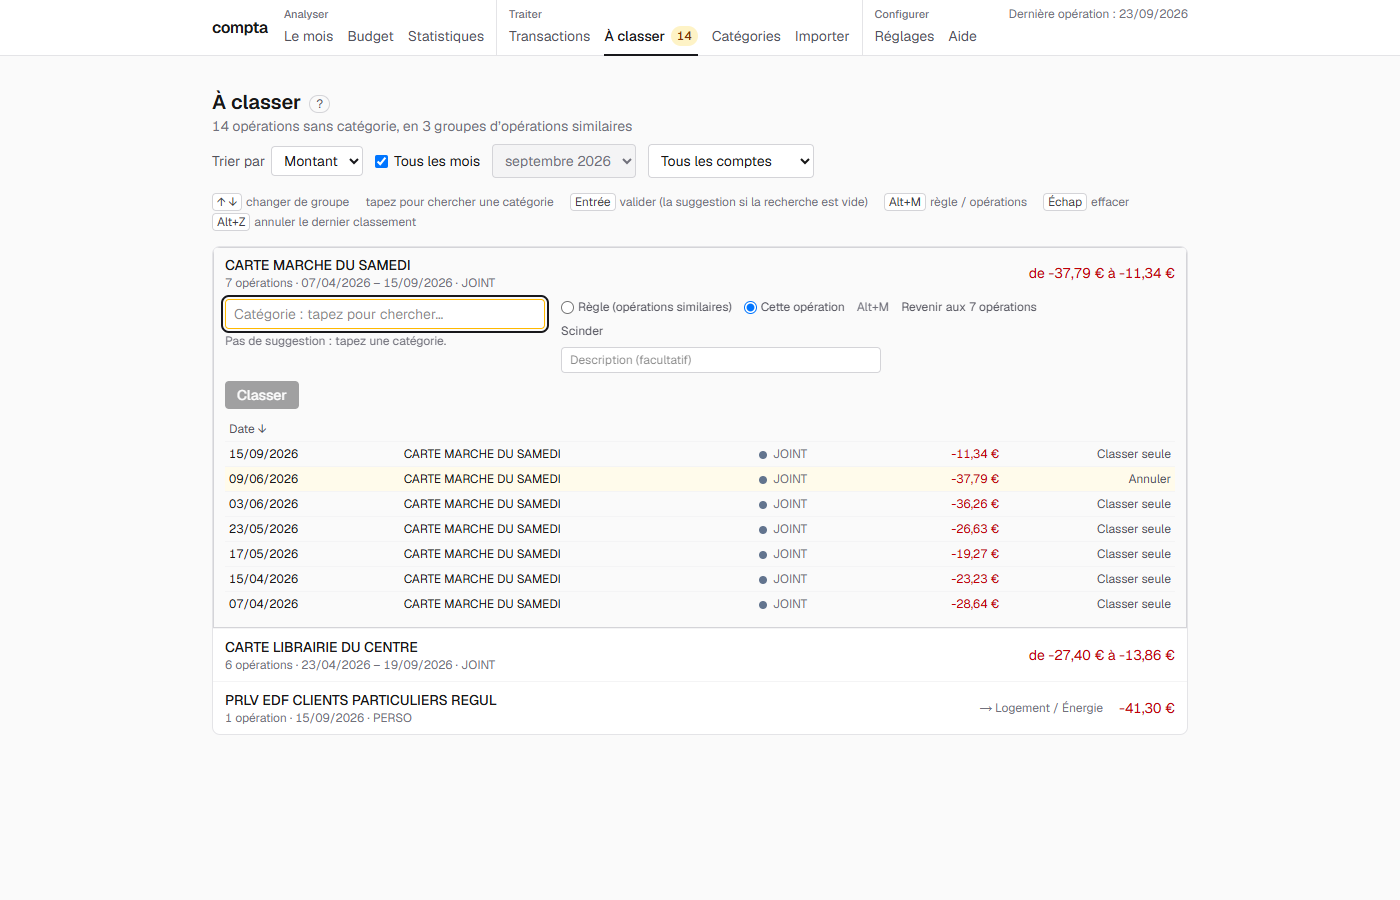 compta
Analyser
Le mois Budget Statistiques
Traiter
Transactions À classer 14 Catégories Importer
Configurer
Réglages Aide
Dernière opération : 23/09/2026
À classer ?
14 opérations sans catégorie, en 3 groupes d'opérations similaires
Trier par Montant Tous les mois septembre 2026 Tous les comptes
↑ ↓ changer de groupe tapez pour chercher une catégorie Entrée valider (la suggestion si la recherche est vide) Alt+M règle / opérations Échap effacer
Alt+Z annuler le dernier classement
CARTE MARCHE DU SAMEDI
7 opérations · 07/04/2026 – 15/09/2026 · JOINT
de -37,79 € à -11,34 €
Catégorie : tapez pour chercher…
Pas de suggestion : tapez une catégorie.
Règle (opérations similaires) Cette opération Alt+M Revenir aux 7 opérations
Scinder
Description (facultatif)
Classer
Date ↓
15/09/2026 CARTE MARCHE DU SAMEDI JOINT -11,34 € Classer seule
09/06/2026 CARTE MARCHE DU SAMEDI JOINT -37,79 € Annuler
03/06/2026 CARTE MARCHE DU SAMEDI JOINT -36,26 € Classer seule
23/05/2026 CARTE MARCHE DU SAMEDI JOINT -26,63 € Classer seule
17/05/2026 CARTE MARCHE DU SAMEDI JOINT -19,27 € Classer seule
15/04/2026 CARTE MARCHE DU SAMEDI JOINT -23,23 € Classer seule
07/04/2026 CARTE MARCHE DU SAMEDI JOINT -28,64 € Classer seule
CARTE LIBRAIRIE DU CENTRE
6 opérations · 23/04/2026 – 19/09/2026 · JOINT
de -27,40 € à -13,86 €
PRLV EDF CLIENTS PARTICULIERS REGUL
1 opération · 15/09/2026 · PERSO
→ Logement / Énergie -41,30 €